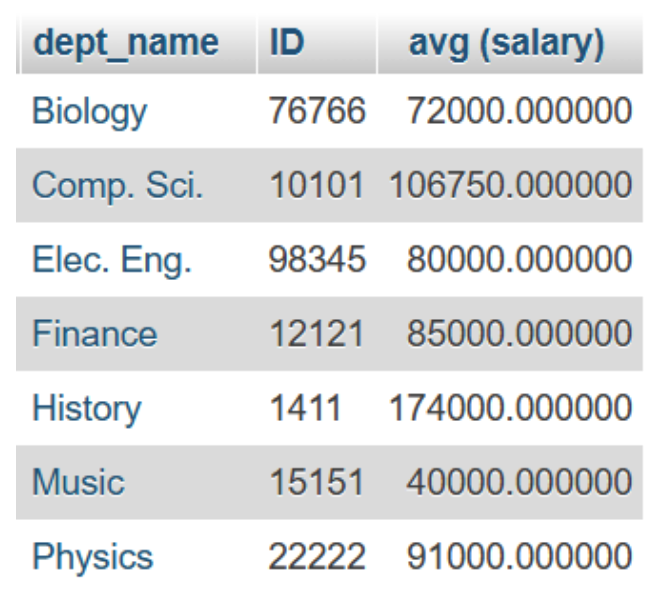 dept_name ID avg (salary)
Biology 76766 72000.000000
Comp. Sci. 10101 106750.000000
Elec. Eng. 98345 80000.000000
Finance 12121 85000.000000
History 1411 174000.000000
Music 15151 40000.000000
Physics 22222 91000.000000